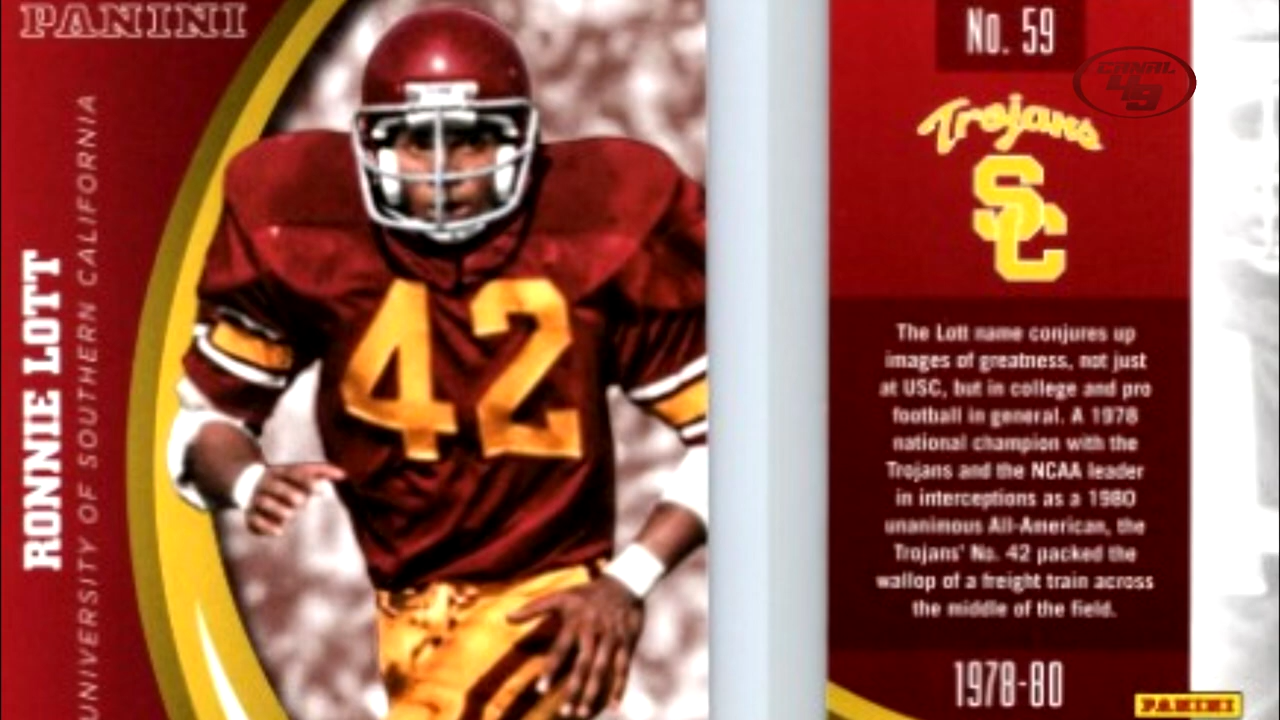 PANINI
RONNIE LOTT
UNIVERSITY OF SOUTHERN CALIFORNIA
42
No. 59
CANAL
49
Trojans
SC
The Lott name conjures up
images of greatness, not just
at USC, but in college and pro
football in general. A 1978
national champion with the
Trojans and the NCAA leader
in interceptions as a 1980
unanimous All-American, the
Trojans' No. 42 packed the
wallop of a freight train across
the middle of the field.
1978-80
PANINI